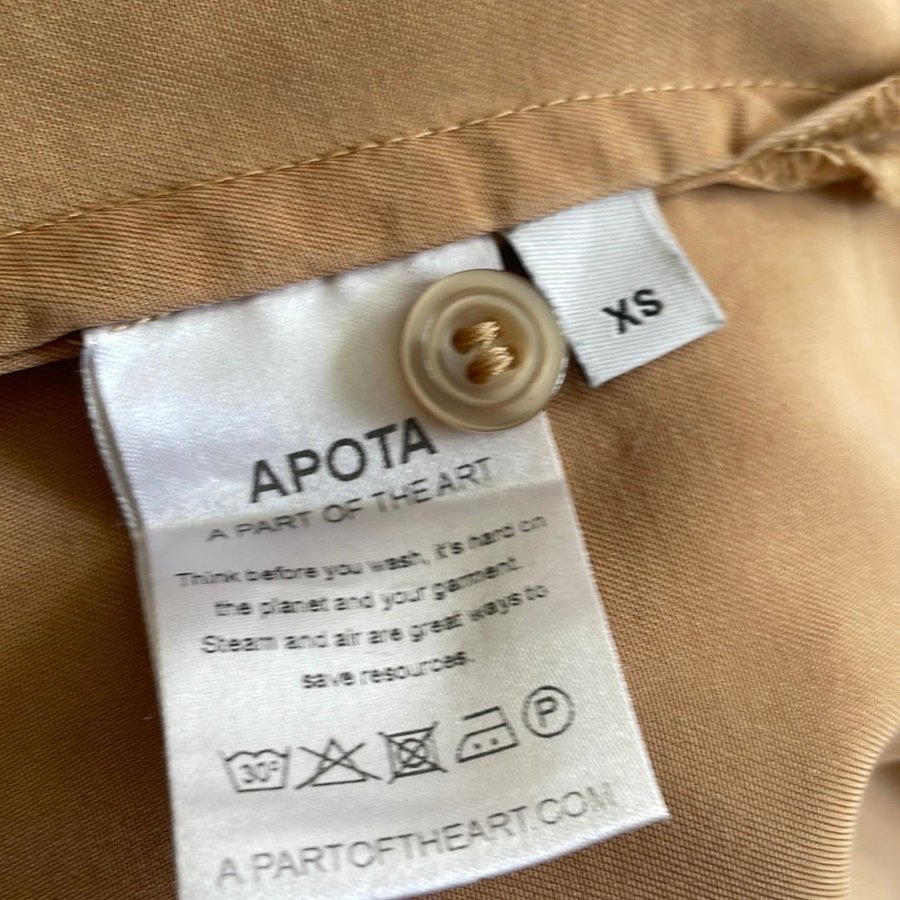 XS
APOTA
A PART OF THE ART
Think before you wash, it's hard on
the planet and your garment.
Steam and air are great ways to
save resources.
30°
P
A PARTOFTHEART.COM